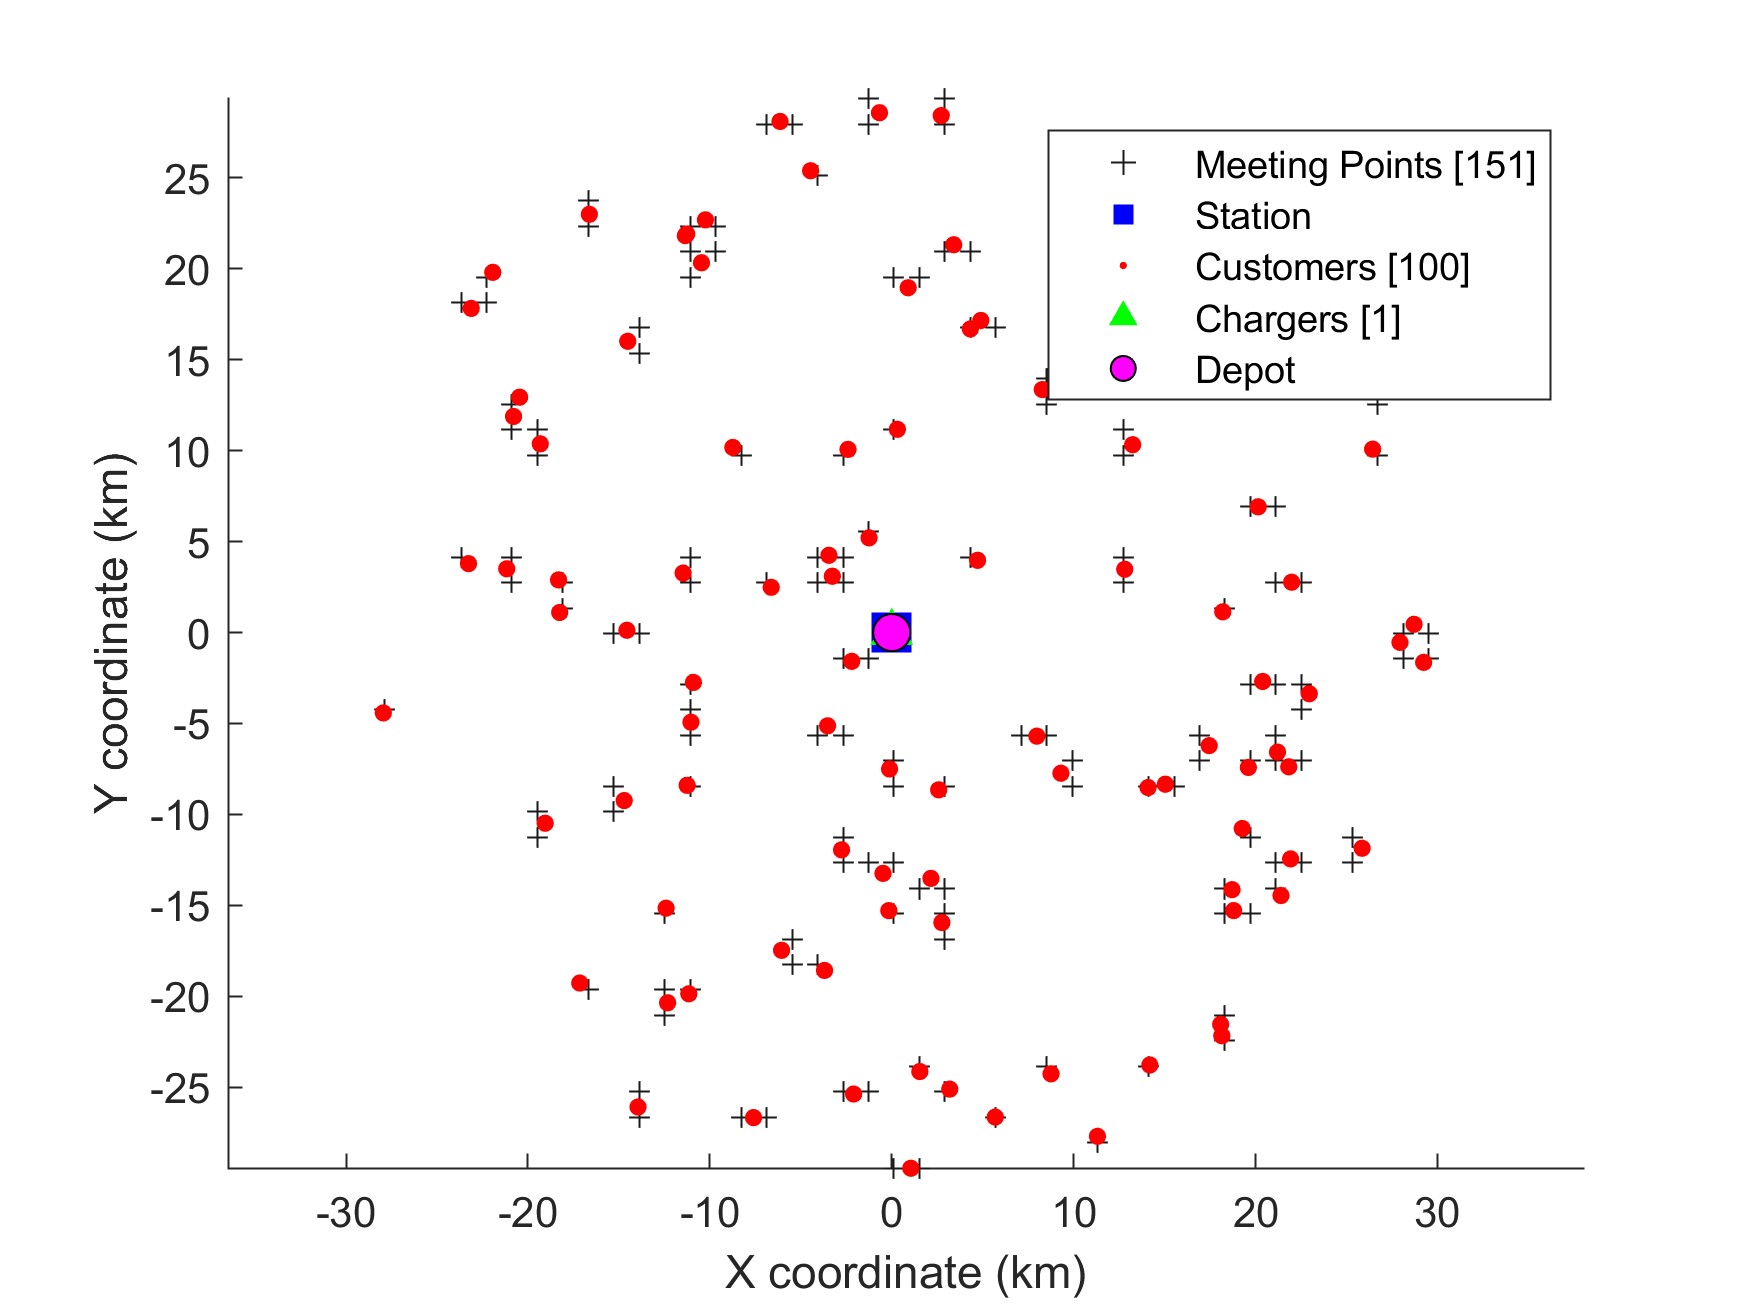 Meeting Points [151]
Station
Customers [100]
Chargers [1]
Depot
Y coordinate (km)
25
20
15
10
5
0
-5
-10
-15
-20
-25
-30 -20 -10 0 10 20 30
X coordinate (km)